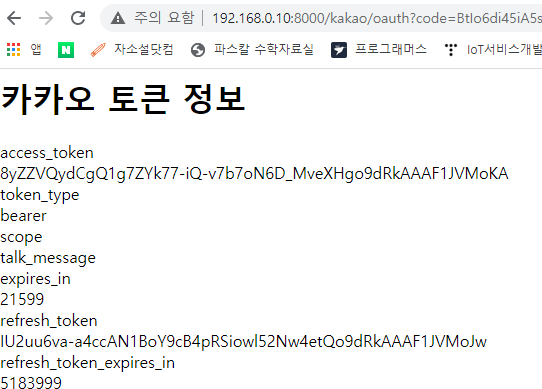 주의 요함 192.168.0.10:8000/kakao/oauth?code=BtIo6di45iA5s
앱 N 자소설닷컴 파스칼 수학자료실 프로그래머스 IoT서비스개발
카카오 토큰 정보
access_token
8yZZVQydCgQ1g7ZYk77-iQ-v7b7oN6D_MveXHgo9dRkAAAF1JVMoKA
token_type
bearer
scope
talk_message
expires_in
21599
refresh_token
IU2uu6va-a4ccAN1BoY9cB4pRSiowl52Nw4etQo9dRkAAAF1JVMoJw
refresh_token_expires_in
5183999